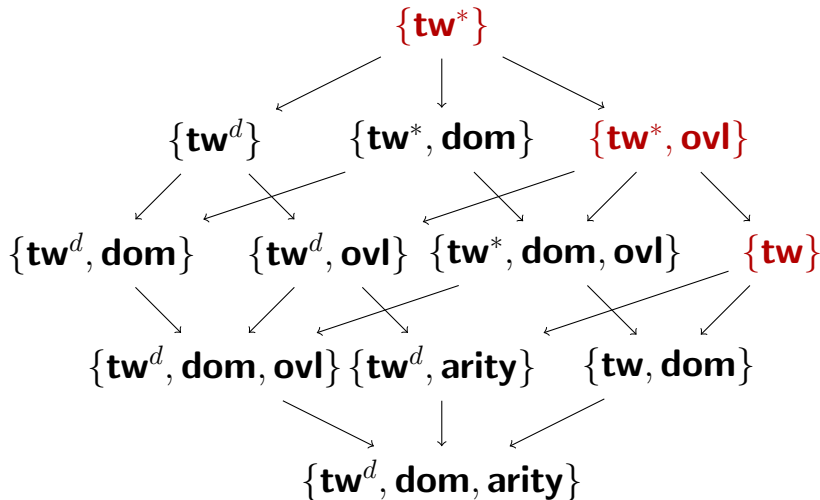 {tw*}
{tw^d} {tw*, dom} {tw*, ovl}
{tw^d, dom} {tw^d, ovl} {tw*, dom, ovl} {tw}
{tw^d, dom, ovl} {tw^d, arity} {tw, dom}
{tw^d, dom, arity}